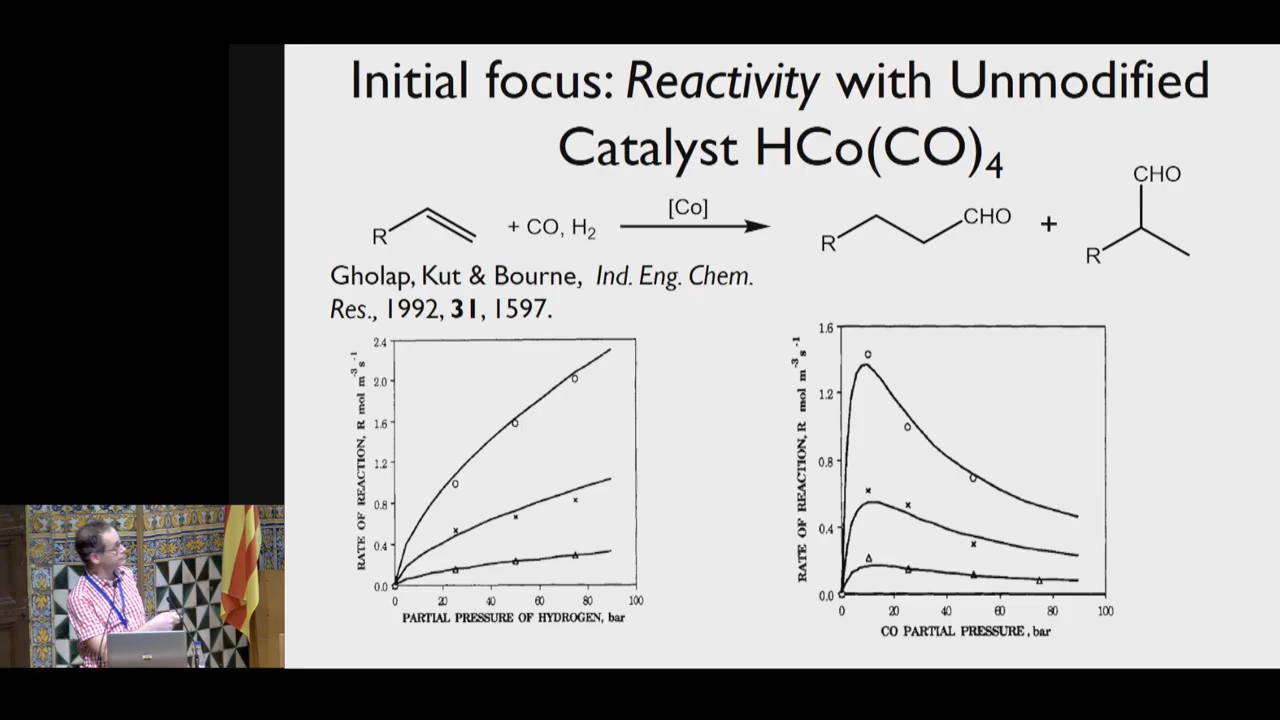 Initial focus: Reactivity with Unmodified
Catalyst HCo(CO)4
R
+ CO, H2
[Co]
R
CHO
+
CHO
R
Gholap, Kut & Bourne, Ind. Eng. Chem.
Res., 1992, 31, 1597.
RATE OF REACTION, R mol m-3 s-1
2.4
2.0
1.6
1.2
0.8
0.4
0.0
0
20
40
60
80
100
PARTIAL PRESSURE OF HYDROGEN, bar
RATE OF REACTION, R mol m-3 s-1
1.6
1.2
0.8
0.4
0.0
0
20
40
60
80
100
CO PARTIAL PRESSURE, bar